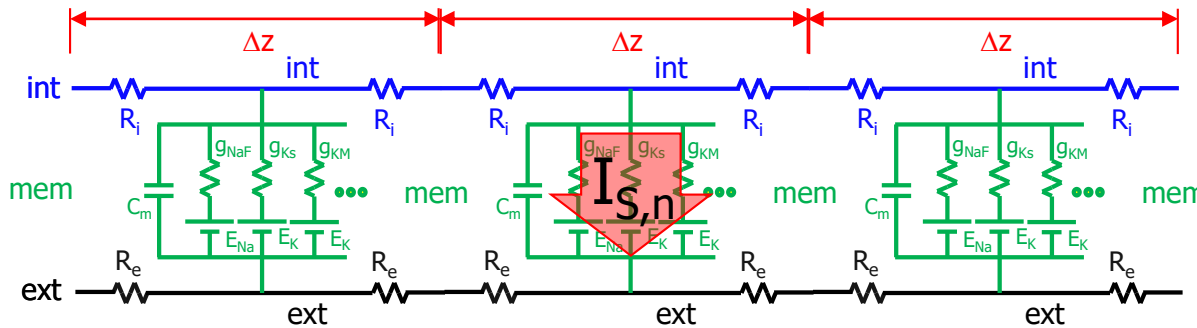 Δz Δz Δz
int int int
int
R_i R_i R_i R_i R_i R_i
g_NaF g_Ks g_KM g_NaF g_Ks g_KM g_NaF g_Ks g_KM
mem mem mem mem
I_S,n
C_m C_m C_m
E_Na E_K E_K E_Na E_K E_K E_Na E_K E_K
R_e R_e R_e R_e R_e R_e
ext
ext ext ext